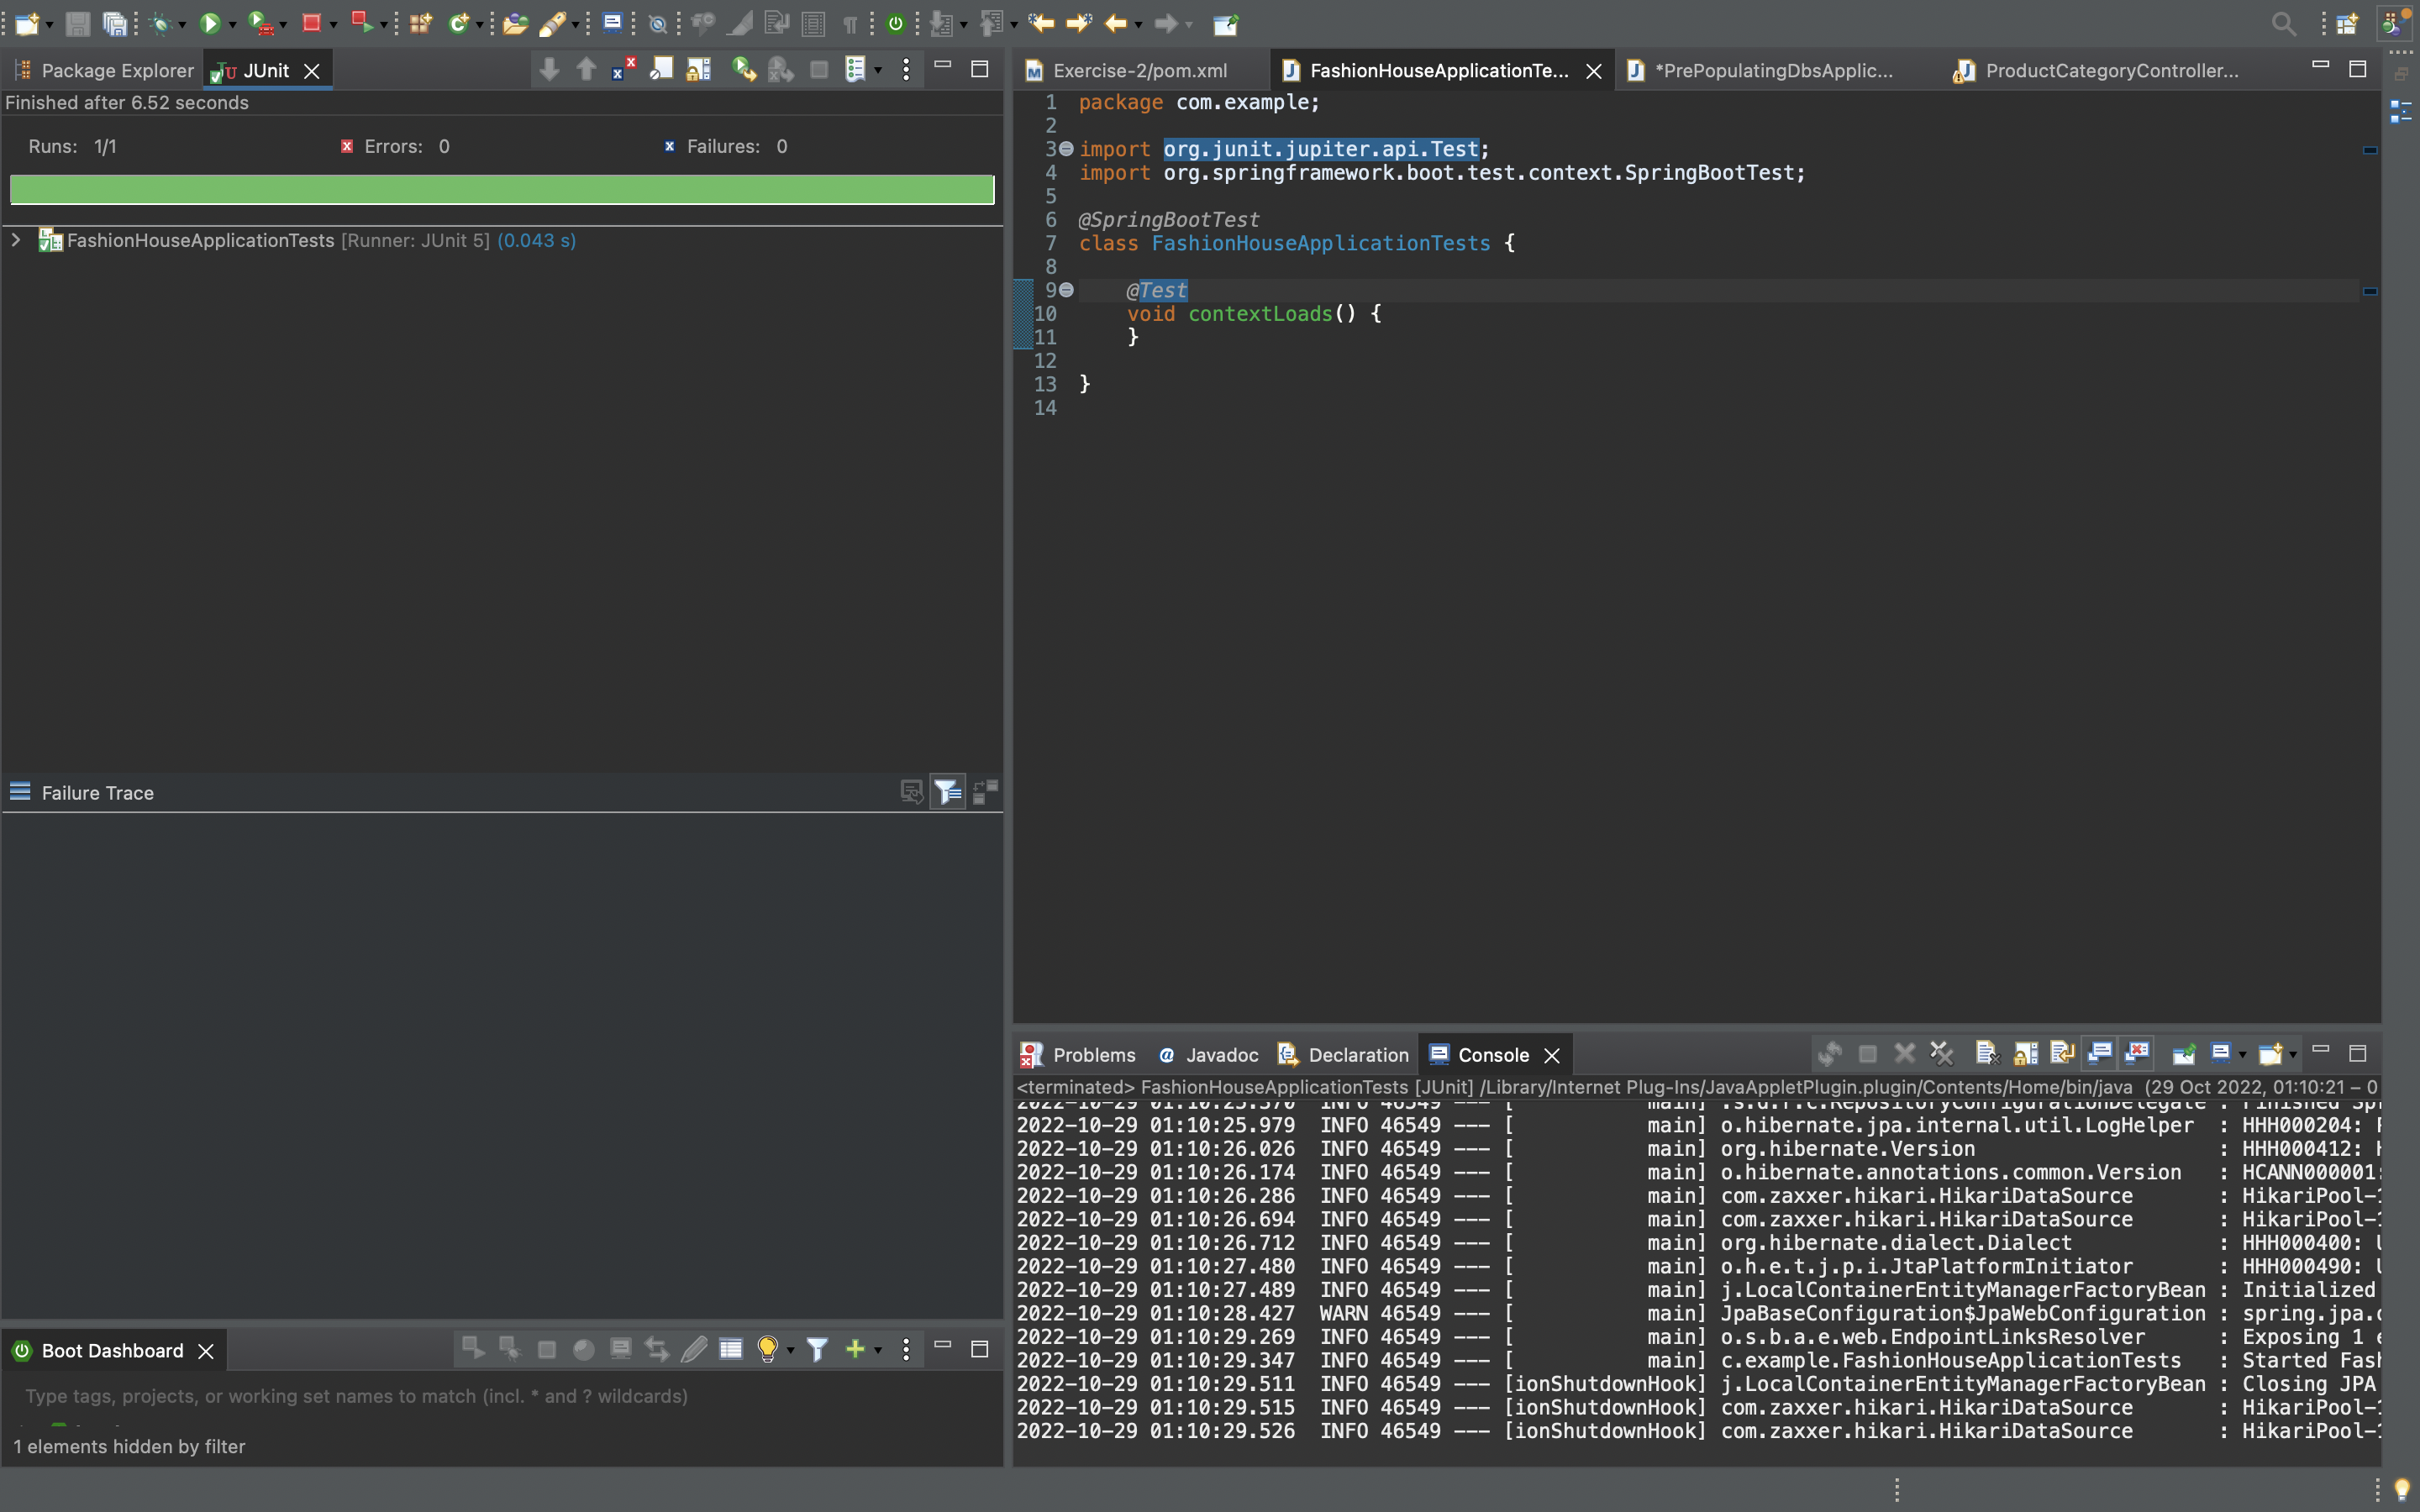 Package Explorer
JUnit
Finished after 6.52 seconds
Runs: 1/1
Errors: 0
Failures: 0
FashionHouseApplicationTests [Runner: JUnit 5] (0.043 s)
Failure Trace
Boot Dashboard
Type tags, projects, or working set names to match (incl. * and ? wildcards)
1 elements hidden by filter
Exercise-2/pom.xml
FashionHouseApplicationTe...
*PrePopulatingDbsApplic...
ProductCategoryController...
1 package com.example;
2
3 import org.junit.jupiter.api.Test;
4 import org.springframework.boot.test.context.SpringBootTest;
5
6 @SpringBootTest
7 class FashionHouseApplicationTests {
8
9 @Test
10 void contextLoads() {
11 }
12
13 }
14
Problems
Javadoc
Declaration
Console
<terminated> FashionHouseApplicationTests [JUnit] /Library/Internet Plug-Ins/JavaAppletPlugin.plugin/Contents/Home/bin/java (29 Oct 2022, 01:10:21 – 0
2022-10-29 01:10:25.979 INFO 46549 --- [ main] o.hibernate.jpa.internal.util.LogHelper : HHH000204:
2022-10-29 01:10:26.026 INFO 46549 --- [ main] org.hibernate.Version : HHH000412:
2022-10-29 01:10:26.174 INFO 46549 --- [ main] o.hibernate.annotations.common.Version : HCANN000001:
2022-10-29 01:10:26.286 INFO 46549 --- [ main] com.zaxxer.hikari.HikariDataSource : HikariPool-1
2022-10-29 01:10:26.694 INFO 46549 --- [ main] com.zaxxer.hikari.HikariDataSource : HikariPool-1
2022-10-29 01:10:26.712 INFO 46549 --- [ main] org.hibernate.dialect.Dialect : HHH000400:
2022-10-29 01:10:27.480 INFO 46549 --- [ main] o.h.e.t.j.p.i.JtaPlatformInitiator : HHH000490:
2022-10-29 01:10:27.489 INFO 46549 --- [ main] j.LocalContainerEntityManagerFactoryBean : Initialized
2022-10-29 01:10:28.427 WARN 46549 --- [ main] JpaBaseConfiguration$JpaWebConfiguration : spring.jpa.
2022-10-29 01:10:29.269 INFO 46549 --- [ main] o.s.b.a.e.web.EndpointLinksResolver : Exposing 1
2022-10-29 01:10:29.347 INFO 46549 --- [ main] c.example.FashionHouseApplicationTests : Started Fash
2022-10-29 01:10:29.511 INFO 46549 --- [ionShutdownHook] j.LocalContainerEntityManagerFactoryBean : Closing JPA
2022-10-29 01:10:29.515 INFO 46549 --- [ionShutdownHook] com.zaxxer.hikari.HikariDataSource : HikariPool-1
2022-10-29 01:10:29.526 INFO 46549 --- [ionShutdownHook] com.zaxxer.hikari.HikariDataSource : HikariPool-1